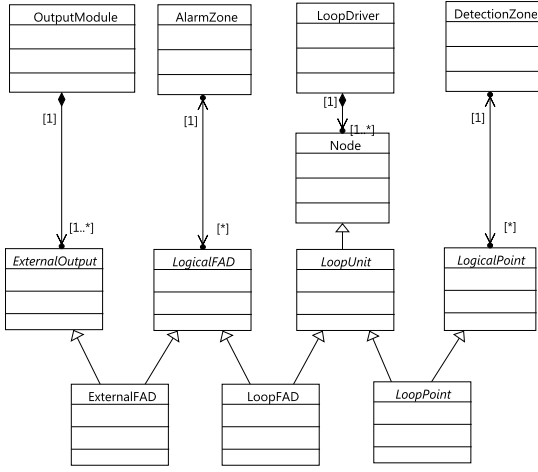 OutputModule
AlarmZone
LoopDriver
DetectionZone
[1]
[1]
[1]
[1]
[1..*]
Node
[1..*]
[*]
[*]
ExternalOutput
LogicalFAD
LoopUnit
LogicalPoint
ExternalFAD
LoopFAD
LoopPoint